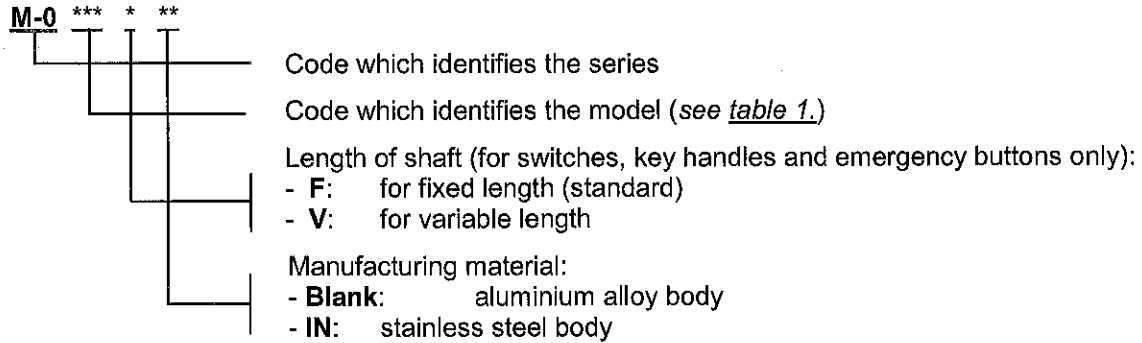 M-0 *** * **
Code which identifies the series
Code which identifies the model (see table 1.)
Length of shaft (for switches, key handles and emergency buttons only):
- F: for fixed length (standard)
- V: for variable length
Manufacturing material:
- Blank: aluminium alloy body
- IN: stainless steel body